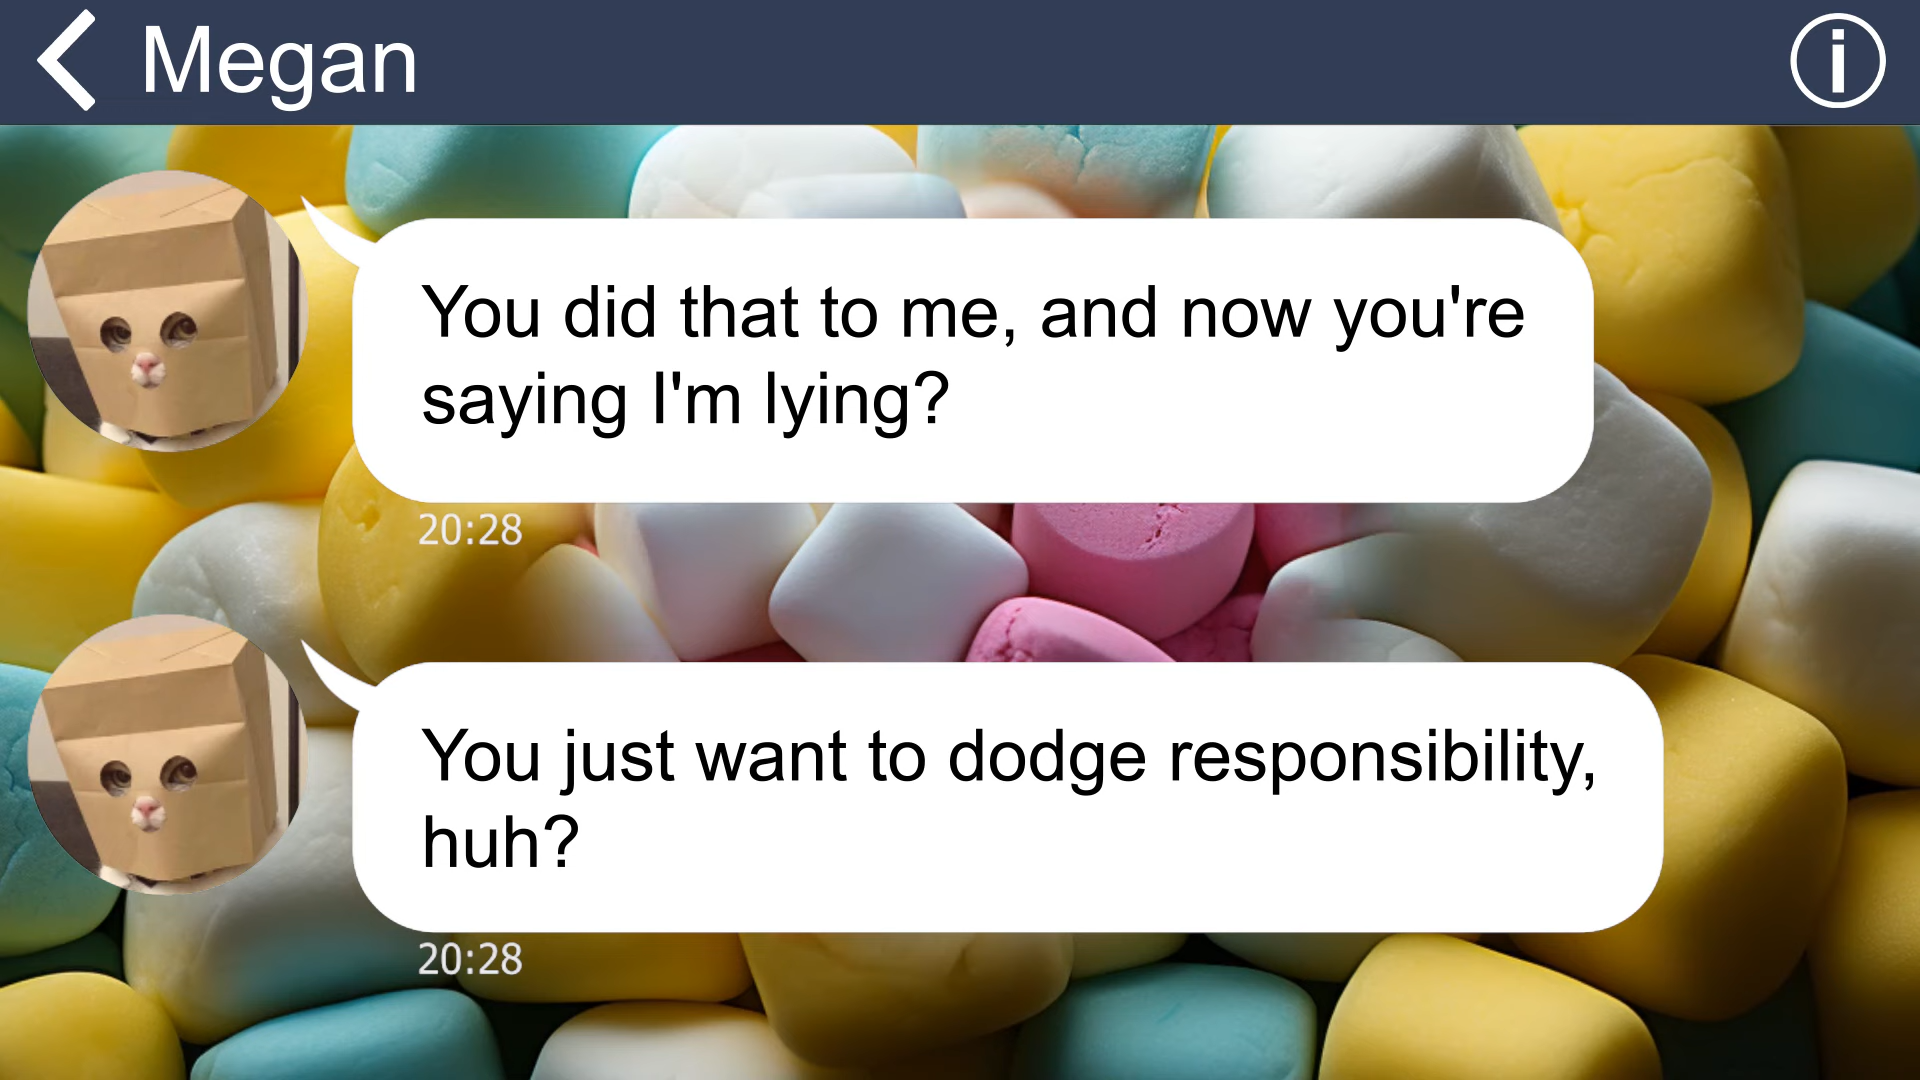 Megan
You did that to me, and now you're
saying I'm lying?
20:28
You just want to dodge responsibility,
huh?
20:28